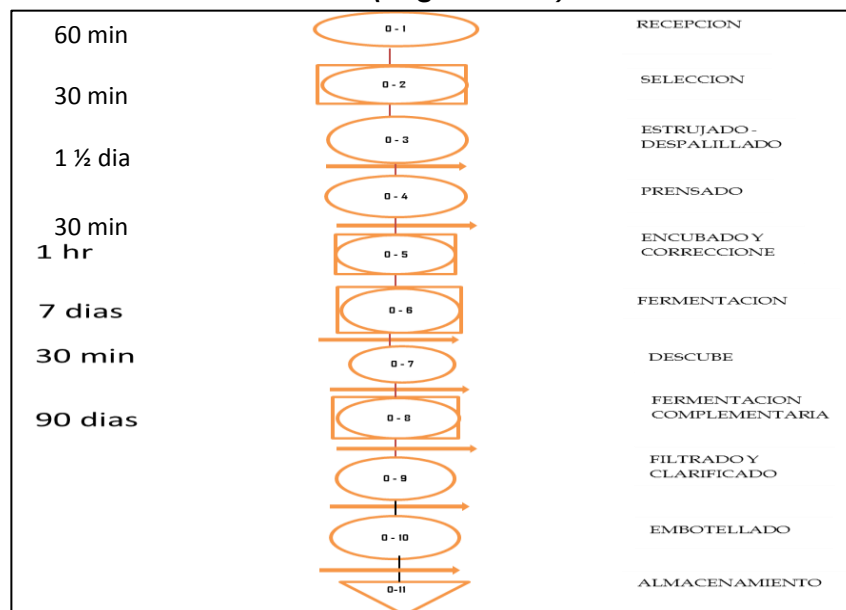 60 min
0 - 1
RECEPCION
30 min
0 - 2
SELECCION
1 ½ dia
0 - 3
ESTRUJADO -
DESPALILLADO
0 - 4
PRENSADO
30 min
1 hr
0 - 5
ENCUBADO Y
CORRECCIONE
7 dias
0 - 6
FERMENTACION
30 min
0 - 7
DESCUBE
90 dias
0 - 8
FERMENTACION
COMPLEMENTARIA
0 - 9
FILTRADO Y
CLARIFICADO
0 - 10
EMBOTELLADO
0-11
ALMACENAMIENTO